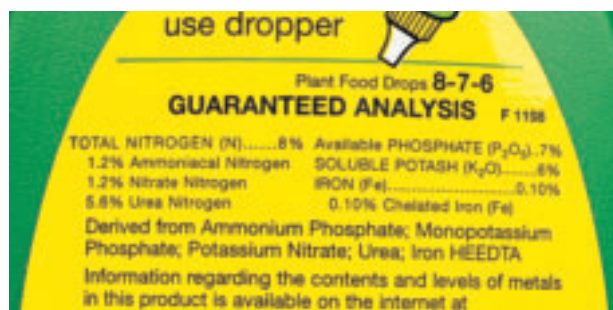 use dropper
Plant Food Drops 8-7-6
GUARANTEED ANALYSIS F 1198
TOTAL NITROGEN (N)......8% Available PHOSPHATE (P₂O₅)..7%
1.2% Ammoniacal Nitrogen SOLUBLE POTASH (K₂O)......6%
1.2% Nitrate Nitrogen IRON (Fe)......................0.10%
5.6% Urea Nitrogen 0.10% Chelated Iron (Fe)
Derived from Ammonium Phosphate; Monopotassium
Phosphate; Potassium Nitrate; Urea; Iron HEEDTA
Information regarding the contents and levels of metals
in this product is available on the internet at